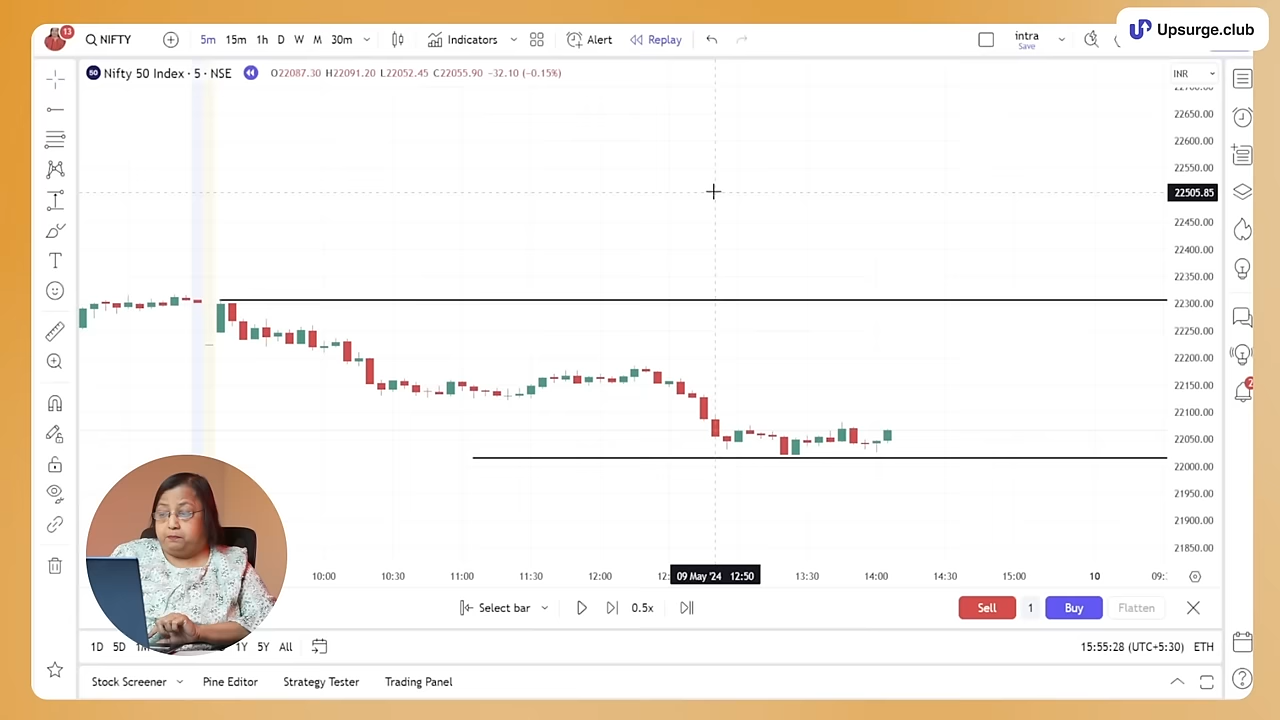 Upsurge.club
13
NIFTY
5m 15m 1h D W M 30m
Indicators
Alert
Replay
intra
Save
50 Nifty 50 Index · 5 · NSE
O22087.30 H22091.20 L22052.45 C22055.90 -32.10 (-0.15%)
INR
22700.00
22650.00
22600.00
22550.00
22505.85
22450.00
22400.00
22350.00
22300.00
22250.00
22200.00
22150.00
22100.00
22050.00
22000.00
21950.00
21900.00
21850.00
2
10:00 10:30 11:00 11:30 12:00 12: 09 May '24 12:50 13:30 14:00 14:30 15:00 10 09:
Select bar
0.5x
Sell 1 Buy Flatten
1D 5D 1M 1Y 5Y All
15:55:28 (UTC+5:30) ETH
Stock Screener Pine Editor Strategy Tester Trading Panel